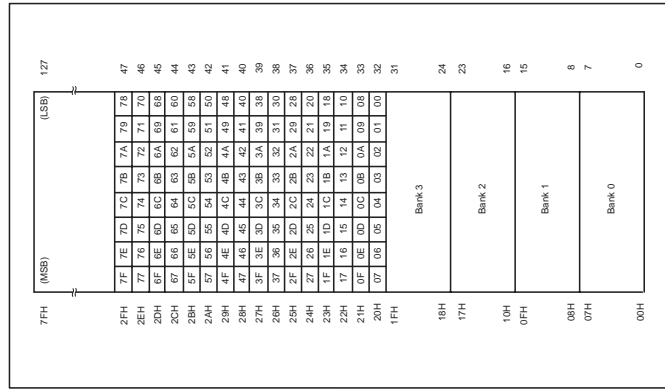 7FH (MSB) (LSB) 127
2FH 7F 7E 7D 7C 7B 7A 79 78 47
2EH 77 76 75 74 73 72 71 70 46
2DH 6F 6E 6D 6C 6B 6A 69 68 45
2CH 67 66 65 64 63 62 61 60 44
2BH 5F 5E 5D 5C 5B 5A 59 58 43
2AH 57 56 55 54 53 52 51 50 42
29H 4F 4E 4D 4C 4B 4A 49 48 41
28H 47 46 45 44 43 42 41 40 40
27H 3F 3E 3D 3C 3B 3A 39 38 39
26H 37 36 35 34 33 32 31 30 38
25H 2F 2E 2D 2C 2B 2A 29 28 37
24H 27 26 25 24 23 22 21 20 36
23H 1F 1E 1D 1C 1B 1A 19 18 35
22H 17 16 15 14 13 12 11 10 34
21H 0F 0E 0D 0C 0B 0A 09 08 33
20H 07 06 05 04 03 02 01 00 32
1FH 31
Bank 3
18H 24
17H 23
Bank 2
10H 16
0FH 15
Bank 1
08H 8
07H 7
Bank 0
00H 0